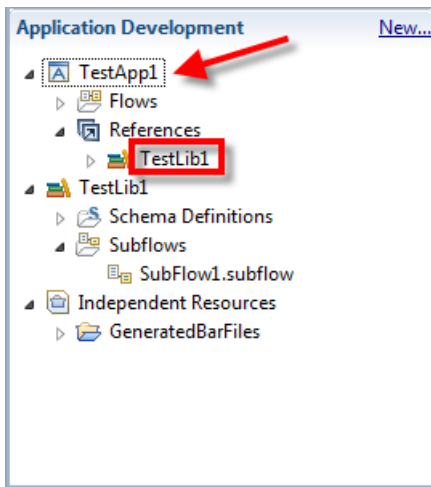 Application Development New...
TestApp1
Flows
References
TestLib1
TestLib1
Schema Definitions
Subflows
SubFlow1.subflow
Independent Resources
GeneratedBarFiles